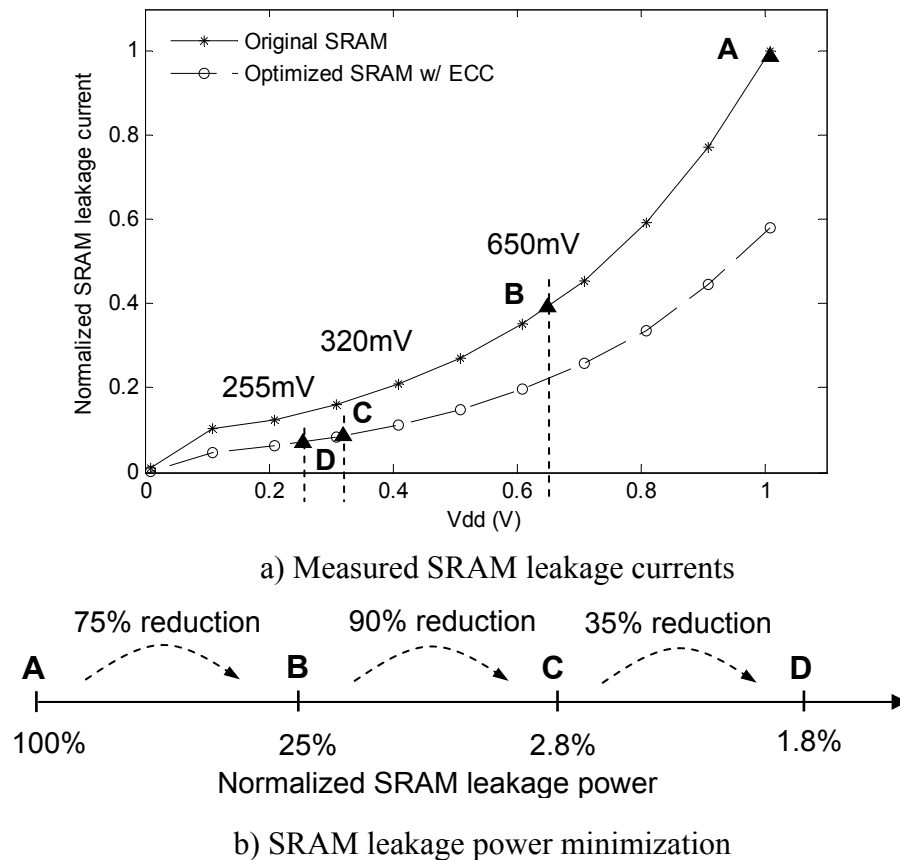 Original SRAM
Optimized SRAM w/ ECC
A
650mV
B
320mV
255mV
C
D
Normalized SRAM leakage current
1
0.8
0.6
0.4
0.2
0
0 0.2 0.4 0.6 0.8 1
Vdd (V)
a) Measured SRAM leakage currents
75% reduction 90% reduction 35% reduction
A B C D
100% 25% 2.8% 1.8%
Normalized SRAM leakage power
b) SRAM leakage power minimization